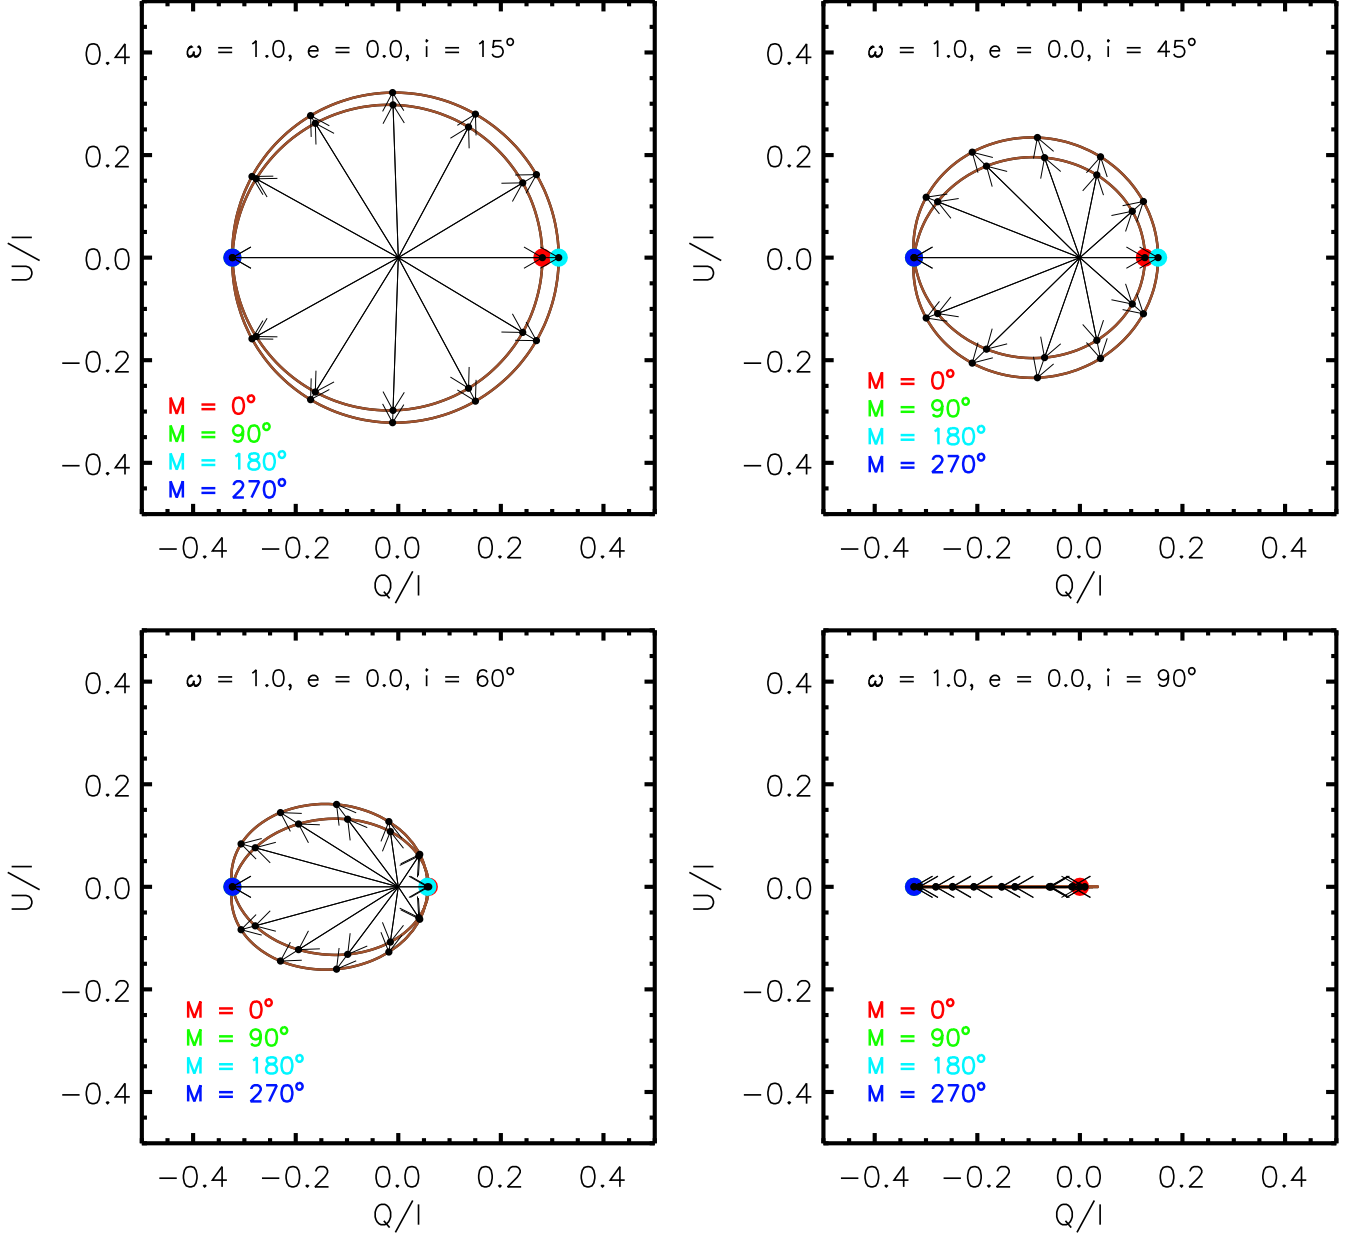 ω = 1.0, e = 0.0, i = 15°
0.4
0.2
0.0
−0.2
−0.4
U/I
M = 0°
M = 90°
M = 180°
M = 270°
−0.4 −0.2 0.0 0.2 0.4
Q/I
ω = 1.0, e = 0.0, i = 45°
0.4
0.2
0.0
−0.2
−0.4
U/I
M = 0°
M = 90°
M = 180°
M = 270°
−0.4 −0.2 0.0 0.2 0.4
Q/I
ω = 1.0, e = 0.0, i = 60°
0.4
0.2
0.0
−0.2
−0.4
U/I
M = 0°
M = 90°
M = 180°
M = 270°
−0.4 −0.2 0.0 0.2 0.4
Q/I
ω = 1.0, e = 0.0, i = 90°
0.4
0.2
0.0
−0.2
−0.4
U/I
M = 0°
M = 90°
M = 180°
M = 270°
−0.4 −0.2 0.0 0.2 0.4
Q/I